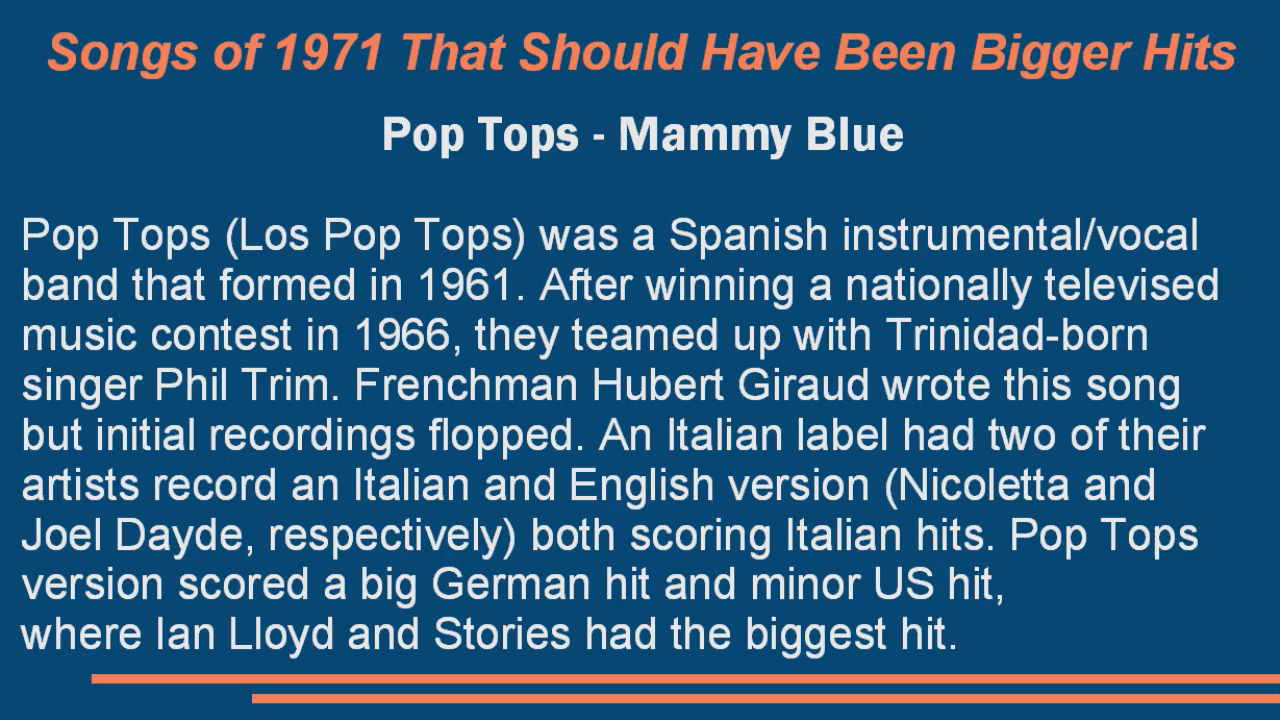 Songs of 1971 That Should Have Been Bigger Hits
Pop Tops - Mammy Blue
Pop Tops (Los Pop Tops) was a Spanish instrumental/vocal
band that formed in 1961. After winning a nationally televised
music contest in 1966, they teamed up with Trinidad-born
singer Phil Trim. Frenchman Hubert Giraud wrote this song
but initial recordings flopped. An Italian label had two of their
artists record an Italian and English version (Nicoletta and
Joel Dayde, respectively) both scoring Italian hits. Pop Tops
version scored a big German hit and minor US hit,
where Ian Lloyd and Stories had the biggest hit.